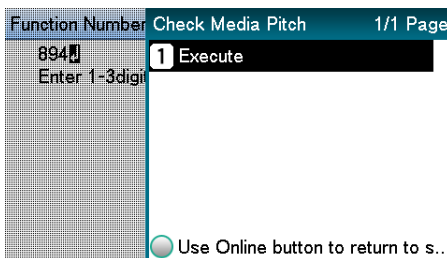 Function Number
894
Enter 1-3digi
Check Media Pitch 1/1 Page
1 Execute
Use Online button to return to s..